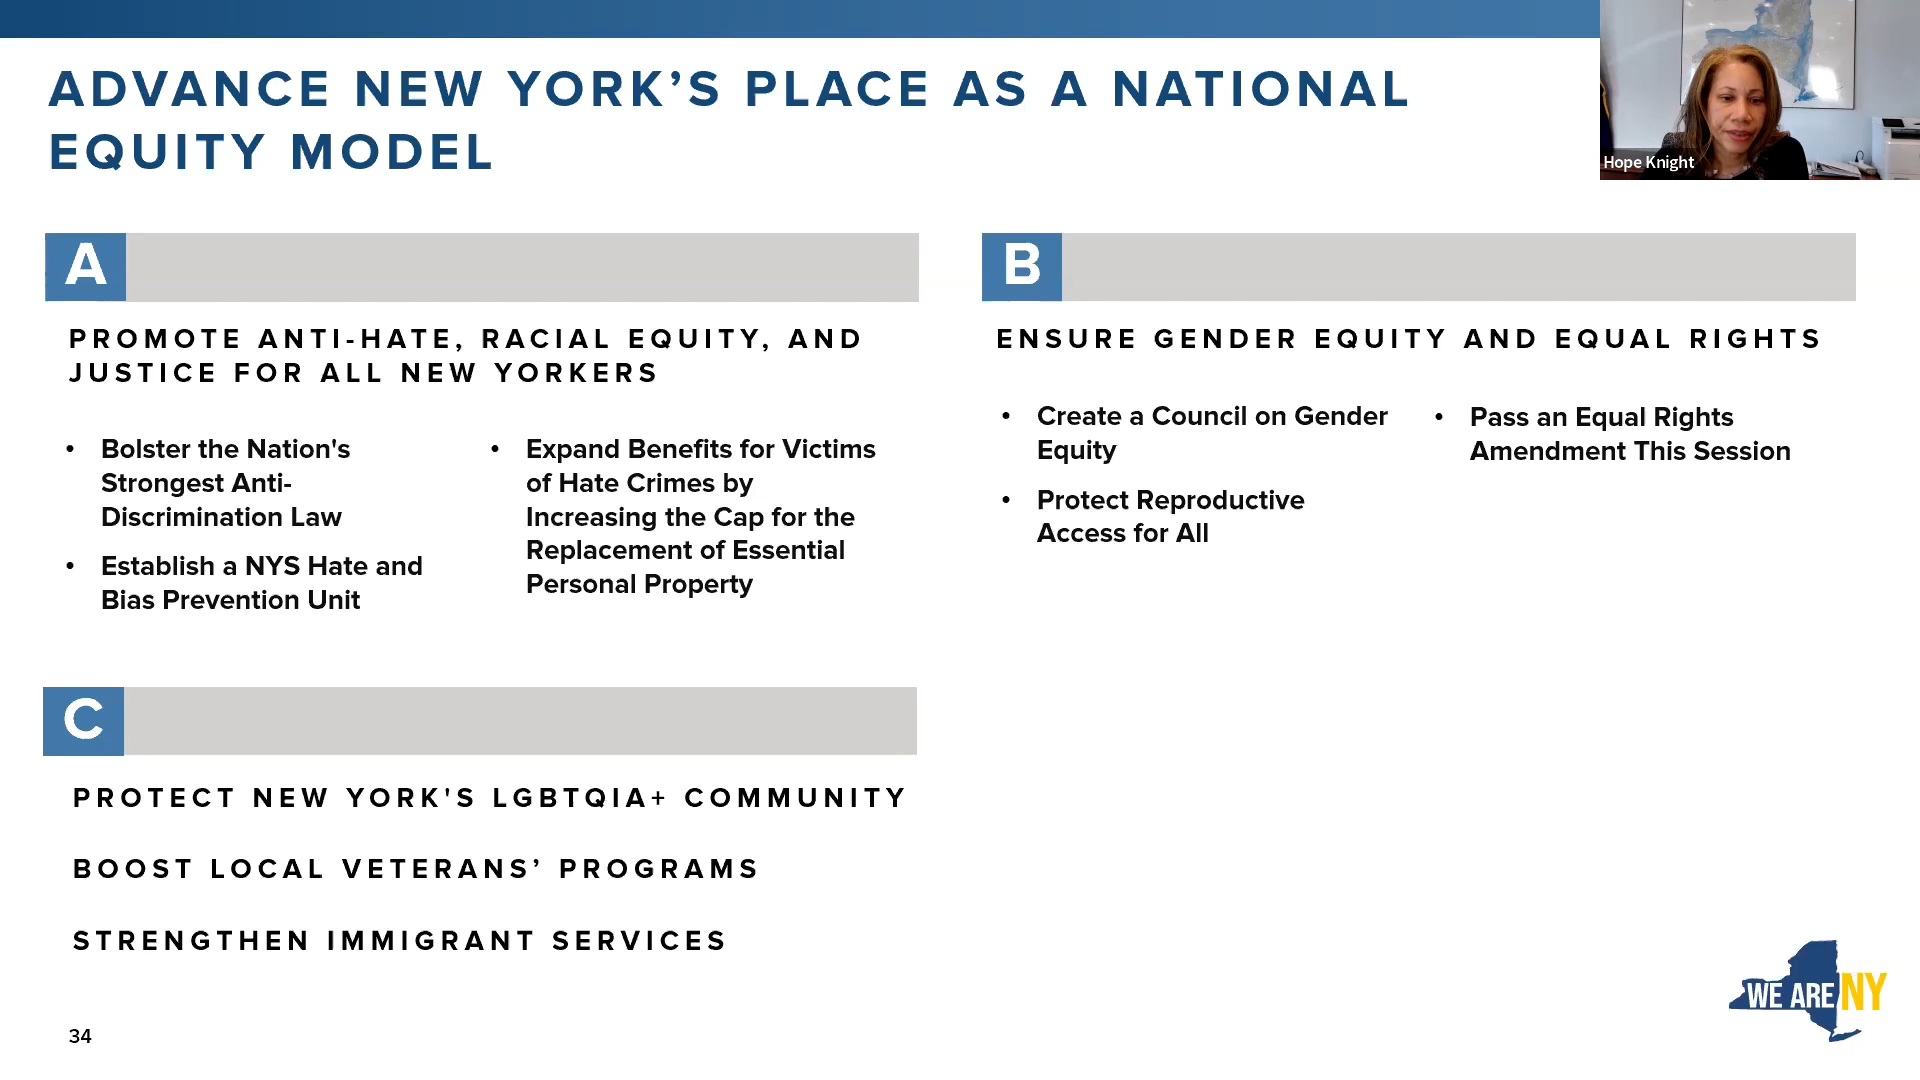 ADVANCE NEW YORK’S PLACE AS A NATIONAL
EQUITY MODEL
Hope Knight
A
PROMOTE ANTI-HATE, RACIAL EQUITY, AND
JUSTICE FOR ALL NEW YORKERS
• Bolster the Nation's
Strongest Anti-
Discrimination Law
• Establish a NYS Hate and
Bias Prevention Unit
• Expand Benefits for Victims
of Hate Crimes by
Increasing the Cap for the
Replacement of Essential
Personal Property
B
ENSURE GENDER EQUITY AND EQUAL RIGHTS
• Create a Council on Gender
Equity
• Protect Reproductive
Access for All
• Pass an Equal Rights
Amendment This Session
C
PROTECT NEW YORK'S LGBTQIA+ COMMUNITY
BOOST LOCAL VETERANS’ PROGRAMS
STRENGTHEN IMMIGRANT SERVICES
WE ARE NY
34